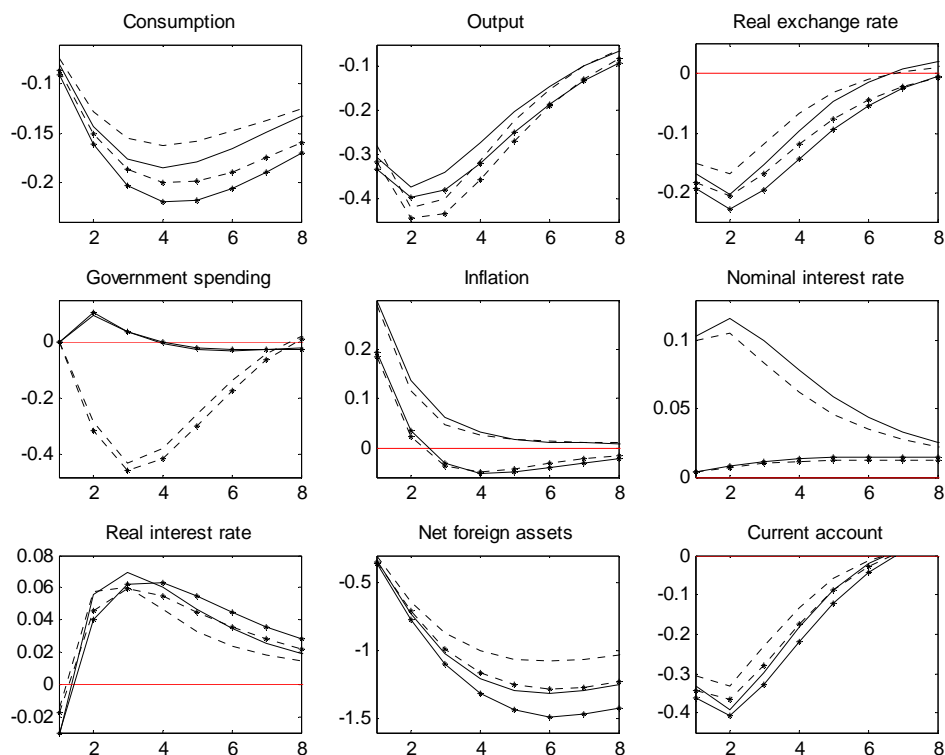 Consumption
Output
Real exchange rate
-0.1
-0.15
-0.2
2 4 6 8
-0.1
-0.2
-0.3
-0.4
2 4 6 8
0
-0.1
-0.2
2 4 6 8
Government spending
Inflation
Nominal interest rate
0
-0.2
-0.4
2 4 6 8
0.2
0.1
0
2 4 6 8
0.1
0.05
0
2 4 6 8
Real interest rate
Net foreign assets
Current account
0.08
0.06
0.04
0.02
0
-0.02
2 4 6 8
-0.5
-1
-1.5
2 4 6 8
0
-0.1
-0.2
-0.3
-0.4
2 4 6 8